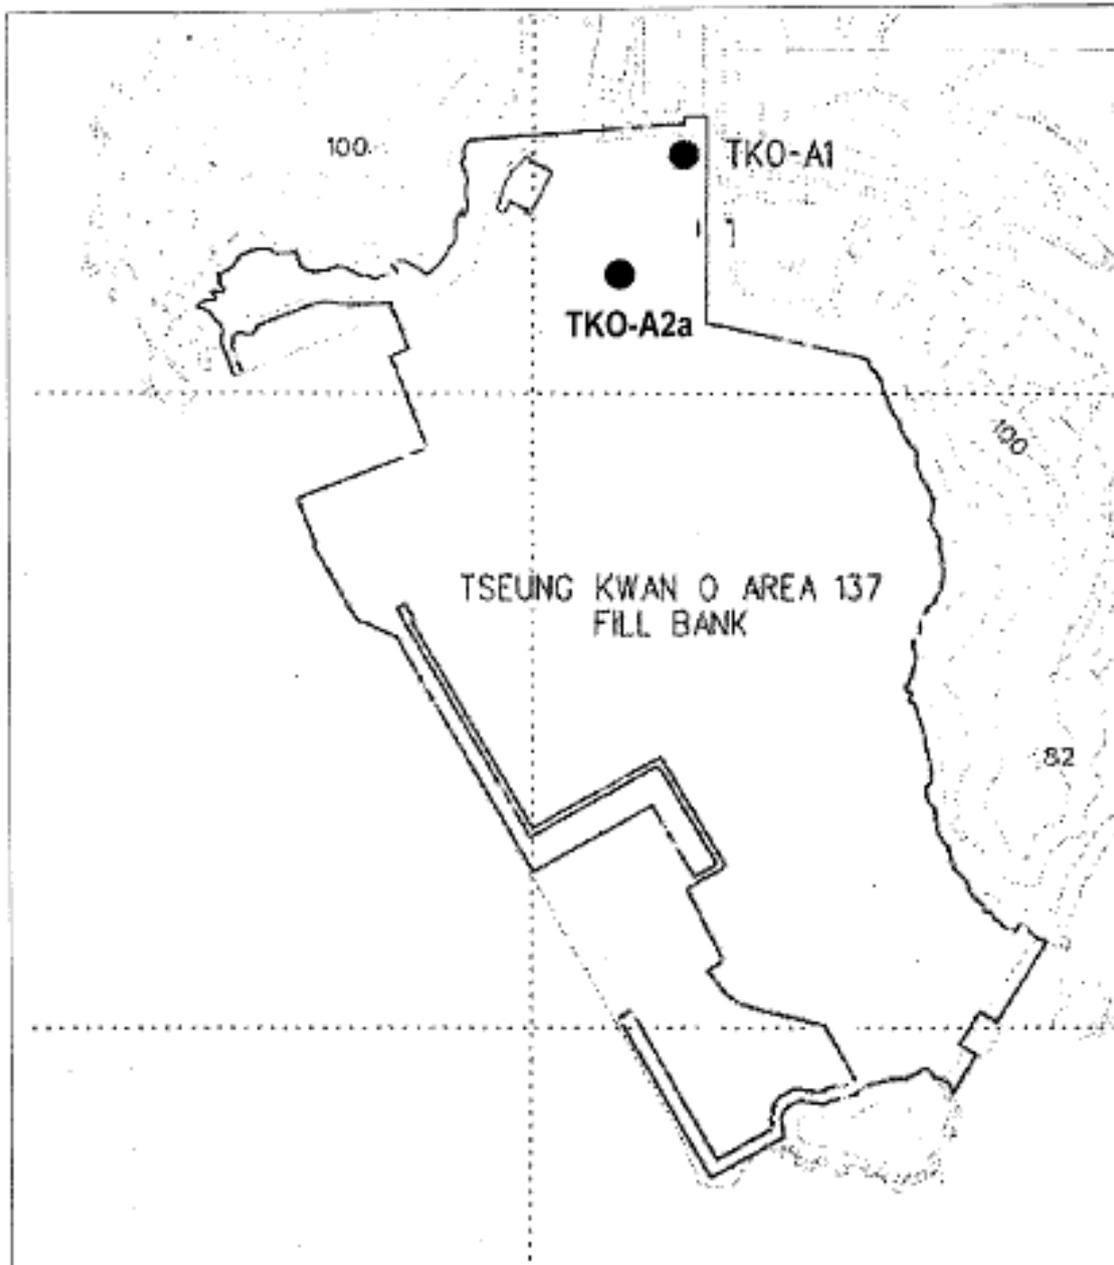 100
TKO-A1
TKO-A2a
100
TSEUNG KWAN O AREA 137
FILL BANK
82